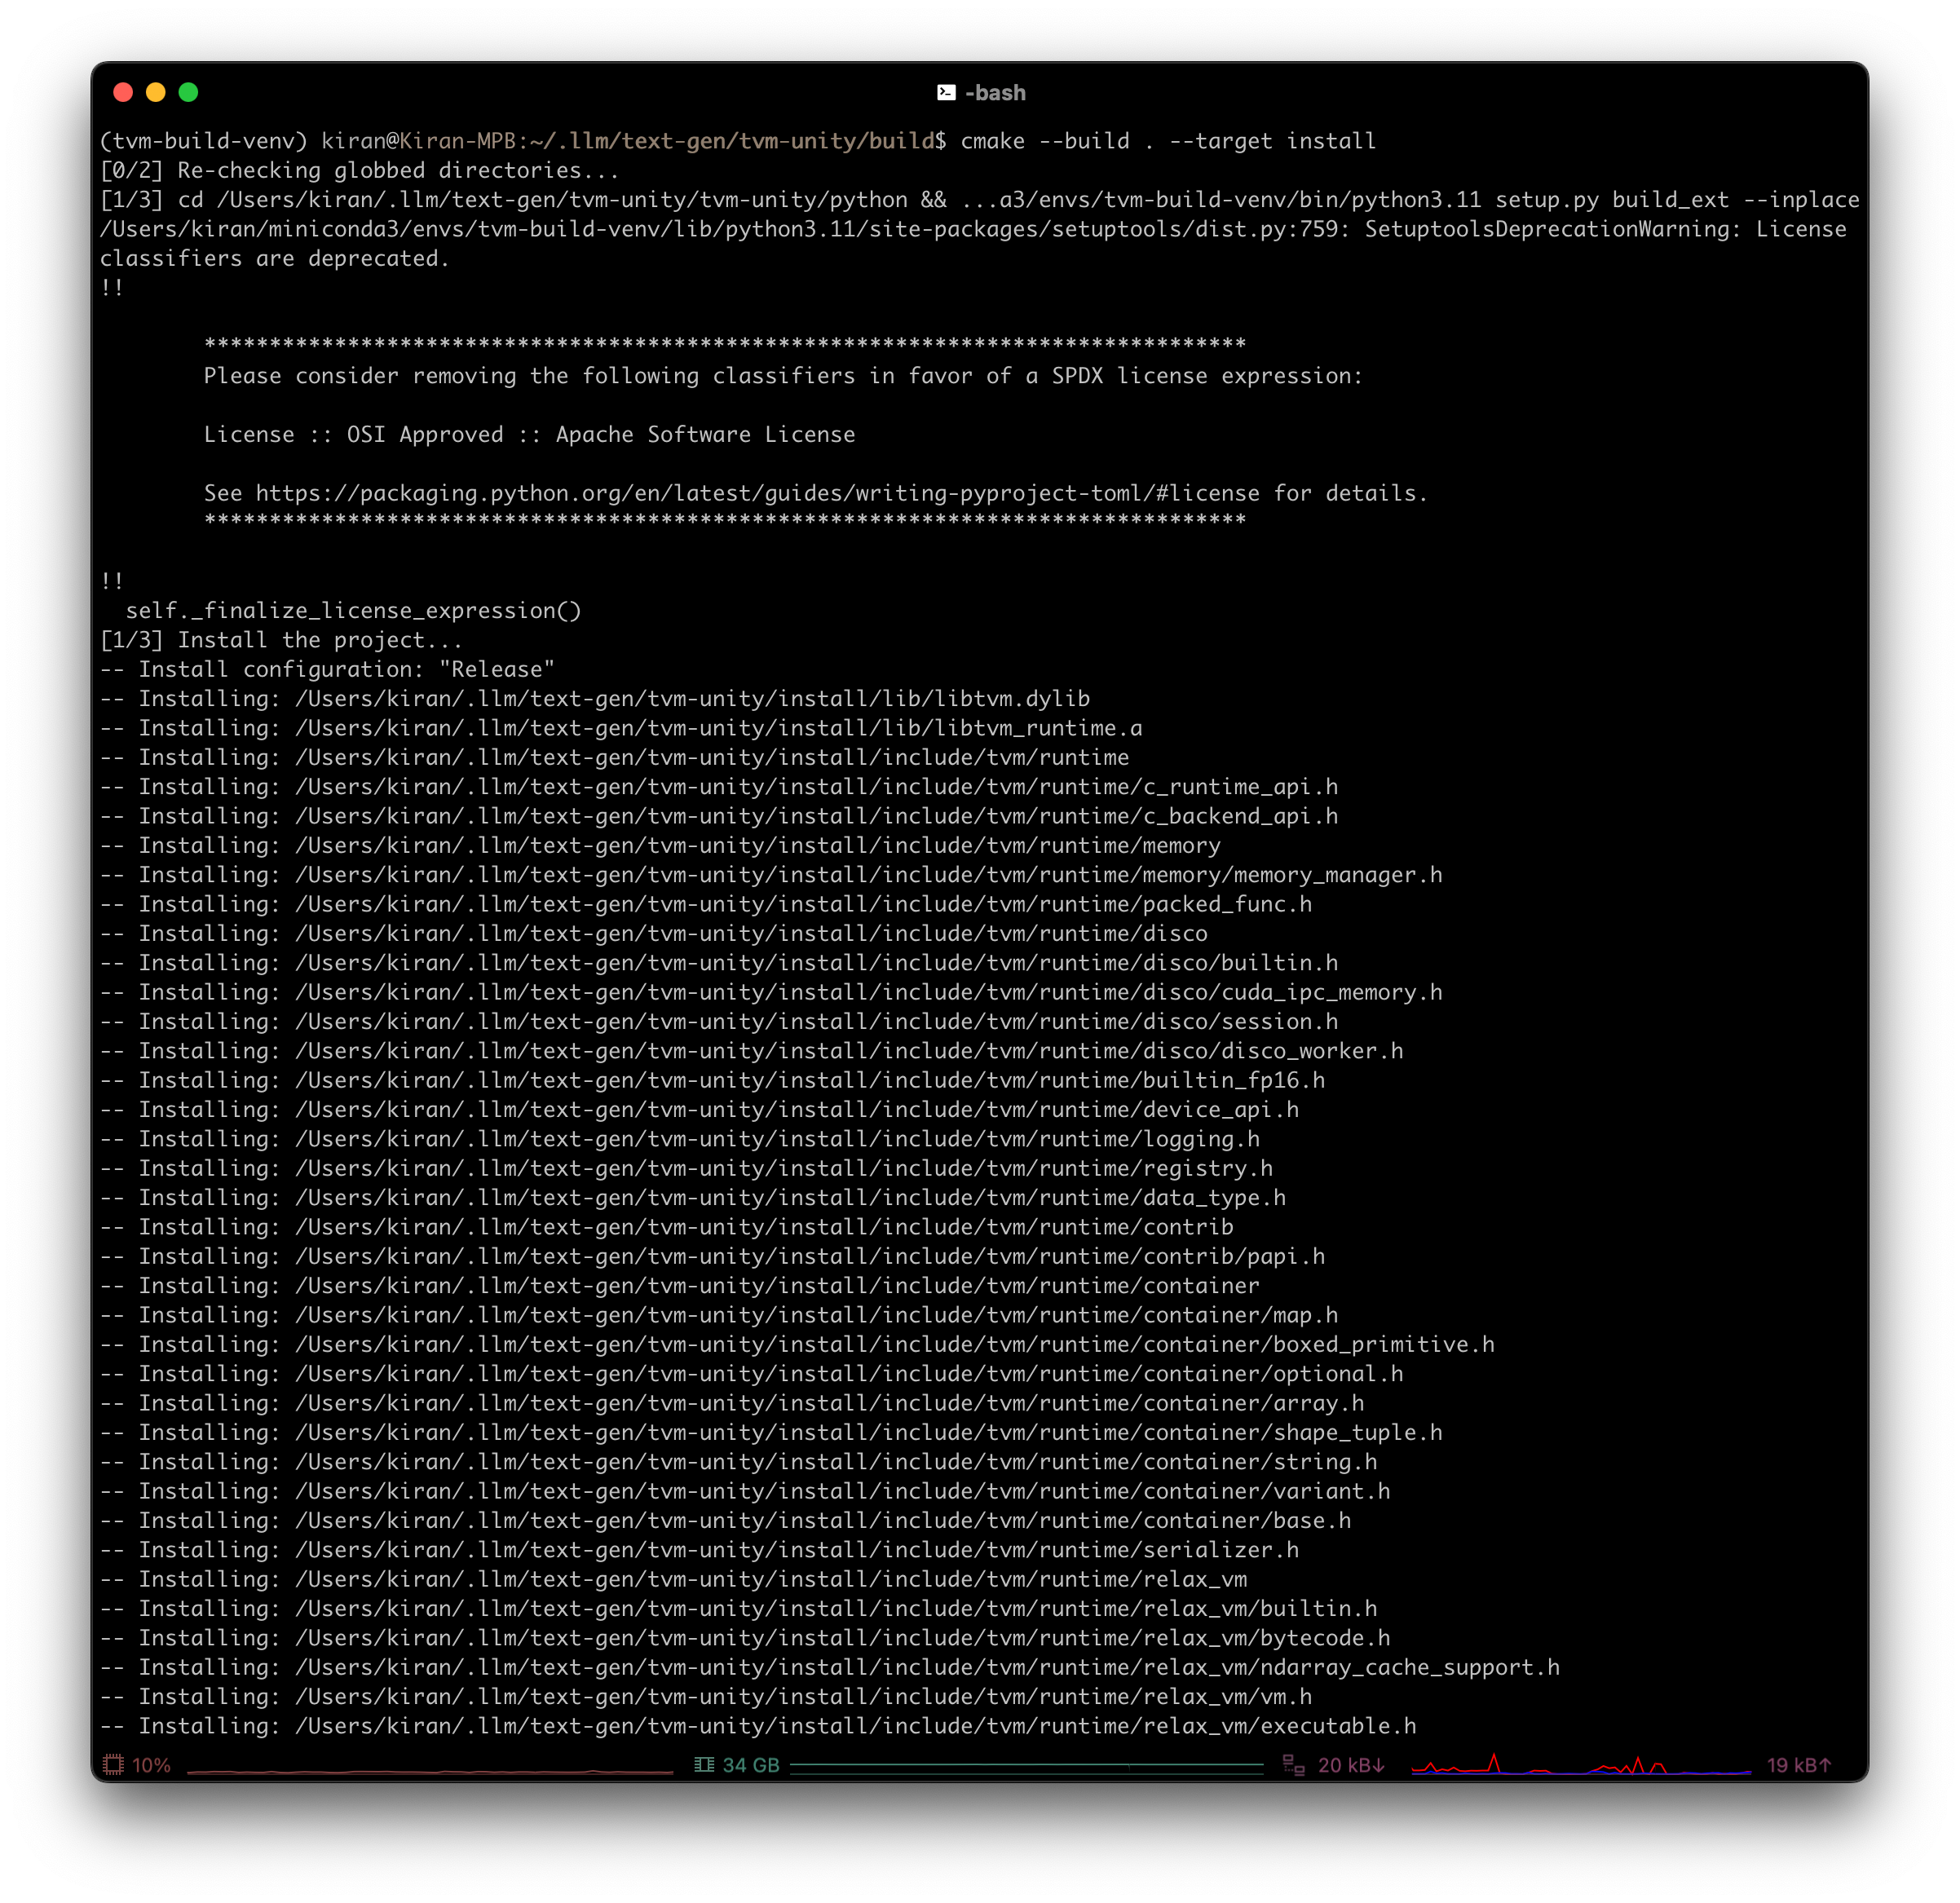 -bash
(tvm-build-venv) kiran@Kiran-MPB:~/.llm/text-gen/tvm-unity/build$ cmake --build . --target install
[0/2] Re-checking globbed directories...
[1/3] cd /Users/kiran/.llm/text-gen/tvm-unity/tvm-unity/python && ...a3/envs/tvm-build-venv/bin/python3.11 setup.py build_ext --inplace
/Users/kiran/miniconda3/envs/tvm-build-venv/lib/python3.11/site-packages/setuptools/dist.py:759: SetuptoolsDeprecationWarning: License
classifiers are deprecated.
!!
********************************************************************************
Please consider removing the following classifiers in favor of a SPDX license expression:
License :: OSI Approved :: Apache Software License
See https://packaging.python.org/en/latest/guides/writing-pyproject-toml/#license for details.
********************************************************************************
!!
self._finalize_license_expression()
[1/3] Install the project...
-- Install configuration: "Release"
-- Installing: /Users/kiran/.llm/text-gen/tvm-unity/install/lib/libtvm.dylib
-- Installing: /Users/kiran/.llm/text-gen/tvm-unity/install/lib/libtvm_runtime.a
-- Installing: /Users/kiran/.llm/text-gen/tvm-unity/install/include/tvm/runtime
-- Installing: /Users/kiran/.llm/text-gen/tvm-unity/install/include/tvm/runtime/c_runtime_api.h
-- Installing: /Users/kiran/.llm/text-gen/tvm-unity/install/include/tvm/runtime/c_backend_api.h
-- Installing: /Users/kiran/.llm/text-gen/tvm-unity/install/include/tvm/runtime/memory
-- Installing: /Users/kiran/.llm/text-gen/tvm-unity/install/include/tvm/runtime/memory/memory_manager.h
-- Installing: /Users/kiran/.llm/text-gen/tvm-unity/install/include/tvm/runtime/packed_func.h
-- Installing: /Users/kiran/.llm/text-gen/tvm-unity/install/include/tvm/runtime/disco
-- Installing: /Users/kiran/.llm/text-gen/tvm-unity/install/include/tvm/runtime/disco/builtin.h
-- Installing: /Users/kiran/.llm/text-gen/tvm-unity/install/include/tvm/runtime/disco/cuda_ipc_memory.h
-- Installing: /Users/kiran/.llm/text-gen/tvm-unity/install/include/tvm/runtime/disco/session.h
-- Installing: /Users/kiran/.llm/text-gen/tvm-unity/install/include/tvm/runtime/disco/disco_worker.h
-- Installing: /Users/kiran/.llm/text-gen/tvm-unity/install/include/tvm/runtime/builtin_fp16.h
-- Installing: /Users/kiran/.llm/text-gen/tvm-unity/install/include/tvm/runtime/device_api.h
-- Installing: /Users/kiran/.llm/text-gen/tvm-unity/install/include/tvm/runtime/logging.h
-- Installing: /Users/kiran/.llm/text-gen/tvm-unity/install/include/tvm/runtime/registry.h
-- Installing: /Users/kiran/.llm/text-gen/tvm-unity/install/include/tvm/runtime/data_type.h
-- Installing: /Users/kiran/.llm/text-gen/tvm-unity/install/include/tvm/runtime/contrib
-- Installing: /Users/kiran/.llm/text-gen/tvm-unity/install/include/tvm/runtime/contrib/papi.h
-- Installing: /Users/kiran/.llm/text-gen/tvm-unity/install/include/tvm/runtime/container
-- Installing: /Users/kiran/.llm/text-gen/tvm-unity/install/include/tvm/runtime/container/map.h
-- Installing: /Users/kiran/.llm/text-gen/tvm-unity/install/include/tvm/runtime/container/boxed_primitive.h
-- Installing: /Users/kiran/.llm/text-gen/tvm-unity/install/include/tvm/runtime/container/optional.h
-- Installing: /Users/kiran/.llm/text-gen/tvm-unity/install/include/tvm/runtime/container/array.h
-- Installing: /Users/kiran/.llm/text-gen/tvm-unity/install/include/tvm/runtime/container/shape_tuple.h
-- Installing: /Users/kiran/.llm/text-gen/tvm-unity/install/include/tvm/runtime/container/string.h
-- Installing: /Users/kiran/.llm/text-gen/tvm-unity/install/include/tvm/runtime/container/variant.h
-- Installing: /Users/kiran/.llm/text-gen/tvm-unity/install/include/tvm/runtime/container/base.h
-- Installing: /Users/kiran/.llm/text-gen/tvm-unity/install/include/tvm/runtime/serializer.h
-- Installing: /Users/kiran/.llm/text-gen/tvm-unity/install/include/tvm/runtime/relax_vm
-- Installing: /Users/kiran/.llm/text-gen/tvm-unity/install/include/tvm/runtime/relax_vm/builtin.h
-- Installing: /Users/kiran/.llm/text-gen/tvm-unity/install/include/tvm/runtime/relax_vm/bytecode.h
-- Installing: /Users/kiran/.llm/text-gen/tvm-unity/install/include/tvm/runtime/relax_vm/ndarray_cache_support.h
-- Installing: /Users/kiran/.llm/text-gen/tvm-unity/install/include/tvm/runtime/relax_vm/vm.h
-- Installing: /Users/kiran/.llm/text-gen/tvm-unity/install/include/tvm/runtime/relax_vm/executable.h
10% 34 GB 20 kB↓ 19 kB↑